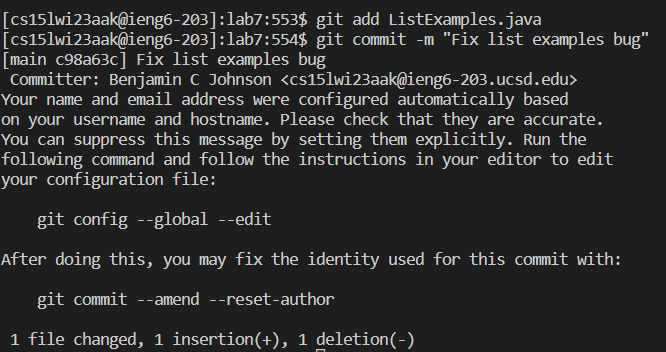 [cs15lwi23aak@ieng6-203]:lab7:553$ git add ListExamples.java
[cs15lwi23aak@ieng6-203]:lab7:554$ git commit -m "Fix list examples bug"
[main c98a63c] Fix list examples bug
 Committer: Benjamin C Johnson <cs15lwi23aak@ieng6-203.ucsd.edu>
Your name and email address were configured automatically based
on your username and hostname. Please check that they are accurate.
You can suppress this message by setting them explicitly. Run the
following command and follow the instructions in your editor to edit
your configuration file:

    git config --global --edit

After doing this, you may fix the identity used for this commit with:

    git commit --amend --reset-author

 1 file changed, 1 insertion(+), 1 deletion(-)